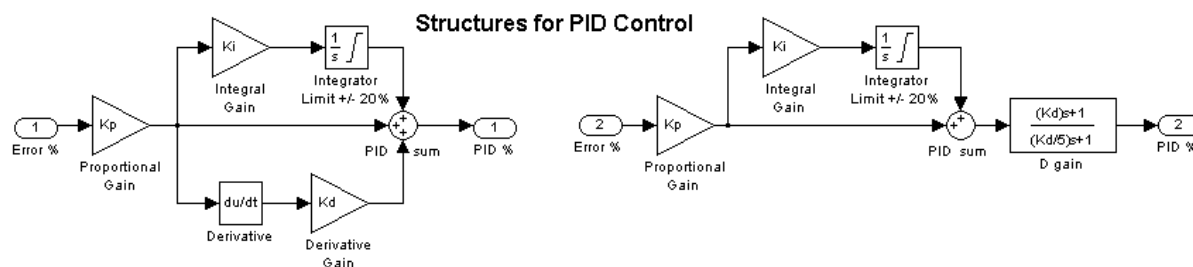 Structures for PID Control
Ki
Integral
Gain
1
s
Integrator
Limit +/- 20%
1
Error %
Kp
Proportional
Gain
+
+
+
PID sum
1
PID %
du/dt
Derivative
Kd
Derivative
Gain
Ki
Integral
Gain
1
s
Integrator
Limit +/- 20%
2
Error %
Kp
Proportional
Gain
+
+
PID sum
(Kd)s+1
(Kd/5)s+1
D gain
2
PID %